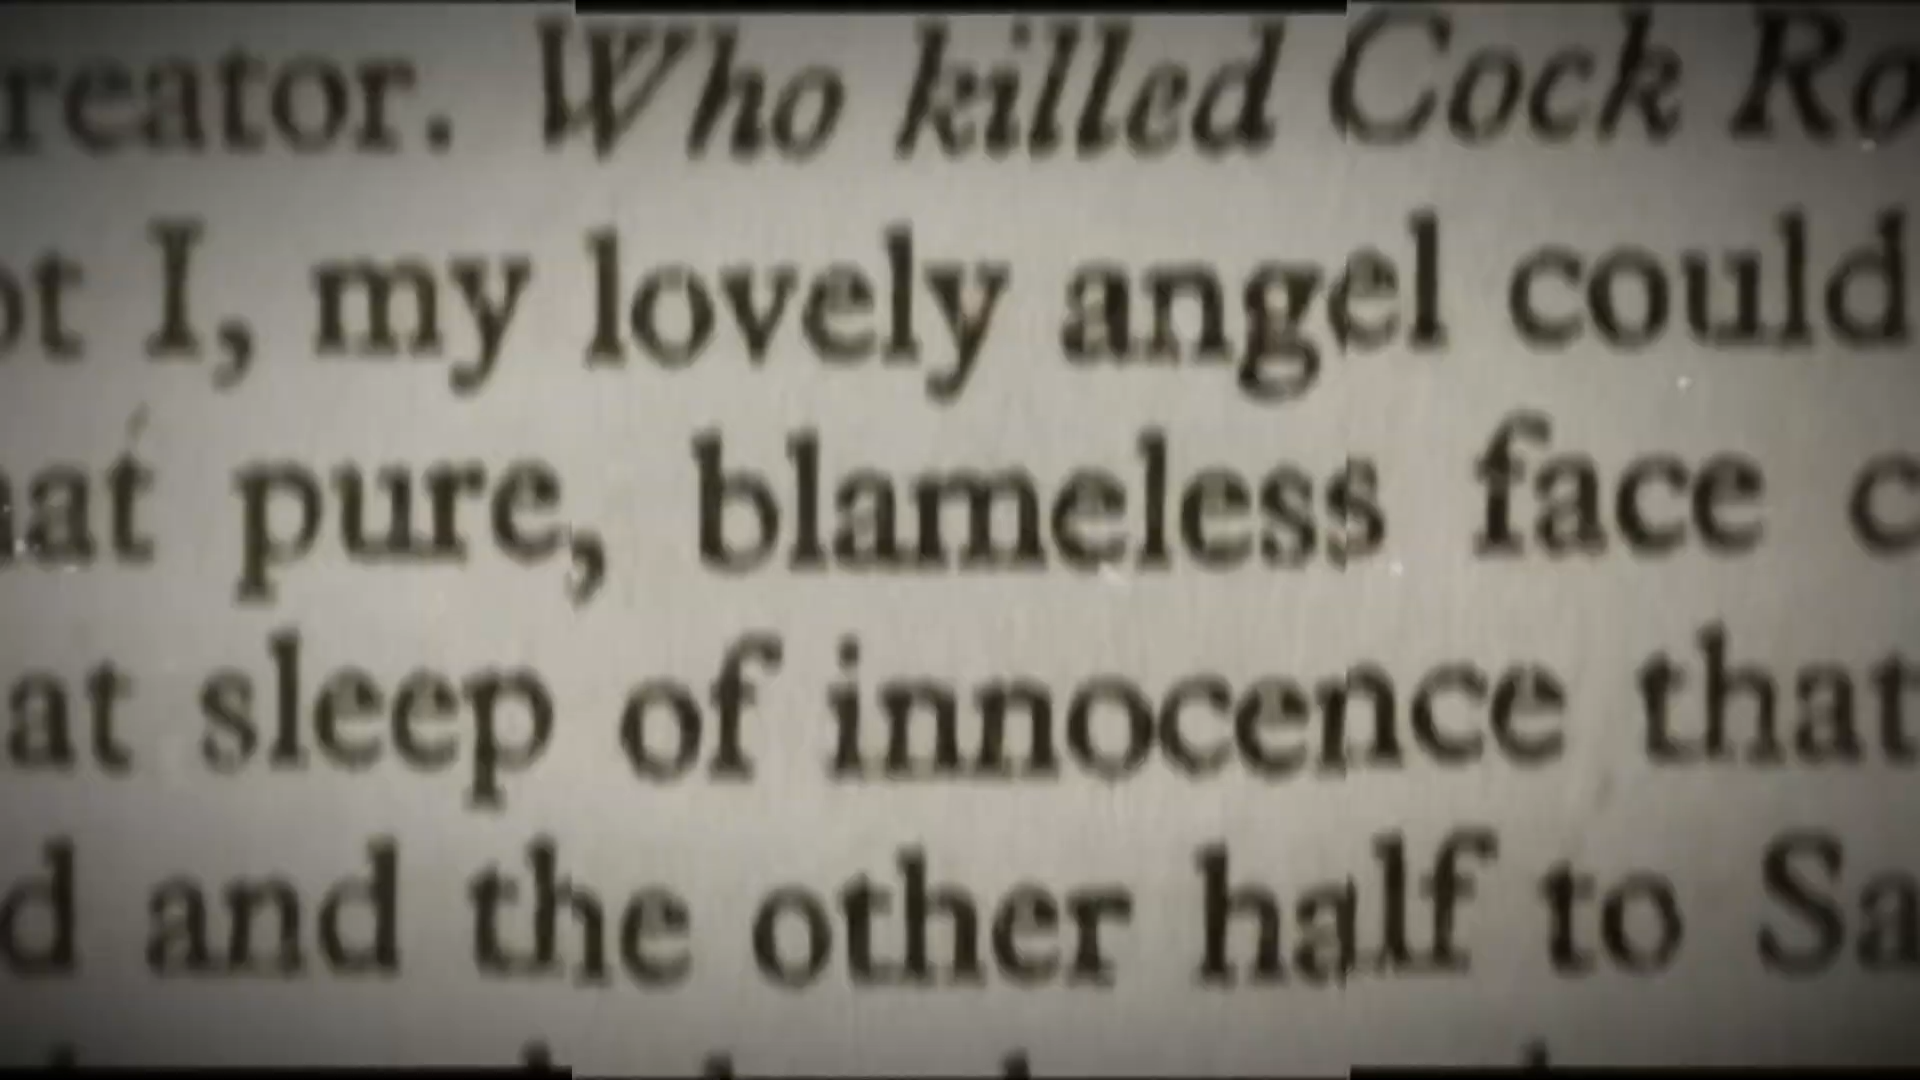 reator. Who killed Cock Ro
ot I, my lovely angel could
at pure, blameless face c
at sleep of innocence that
d and the other half to Sa